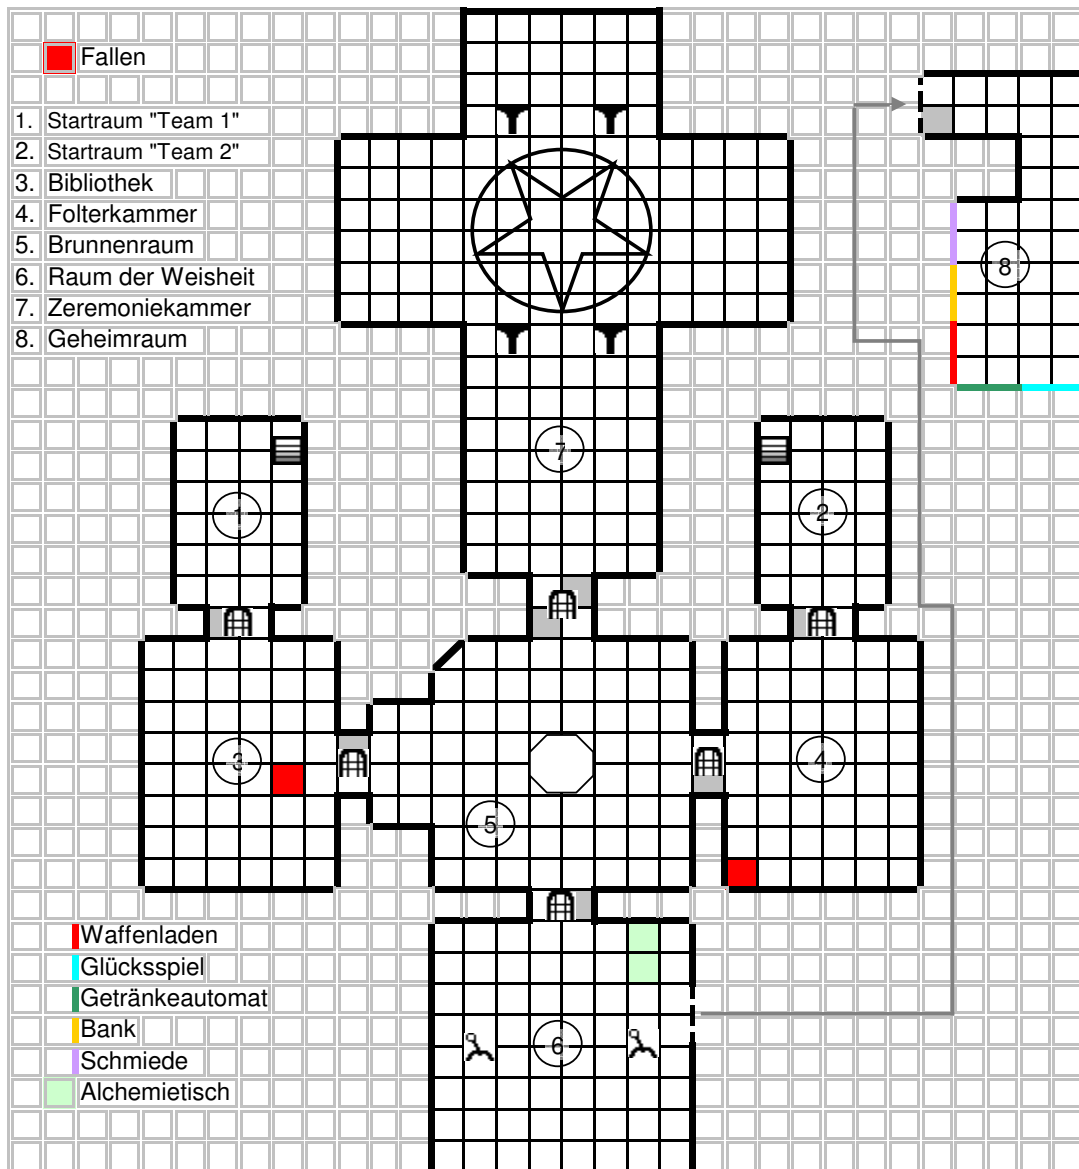 Fallen
1. Startraum "Team 1"
2. Startraum "Team 2"
3. Bibliothek
4. Folterkammer
5. Brunnenraum
6. Raum der Weisheit
7. Zeremoniekammer
8. Geheimraum
8
7
1
2
3
4
5
6
Waffenladen
Glücksspiel
Getränkeautomat
Bank
Schmiede
Alchemietisch